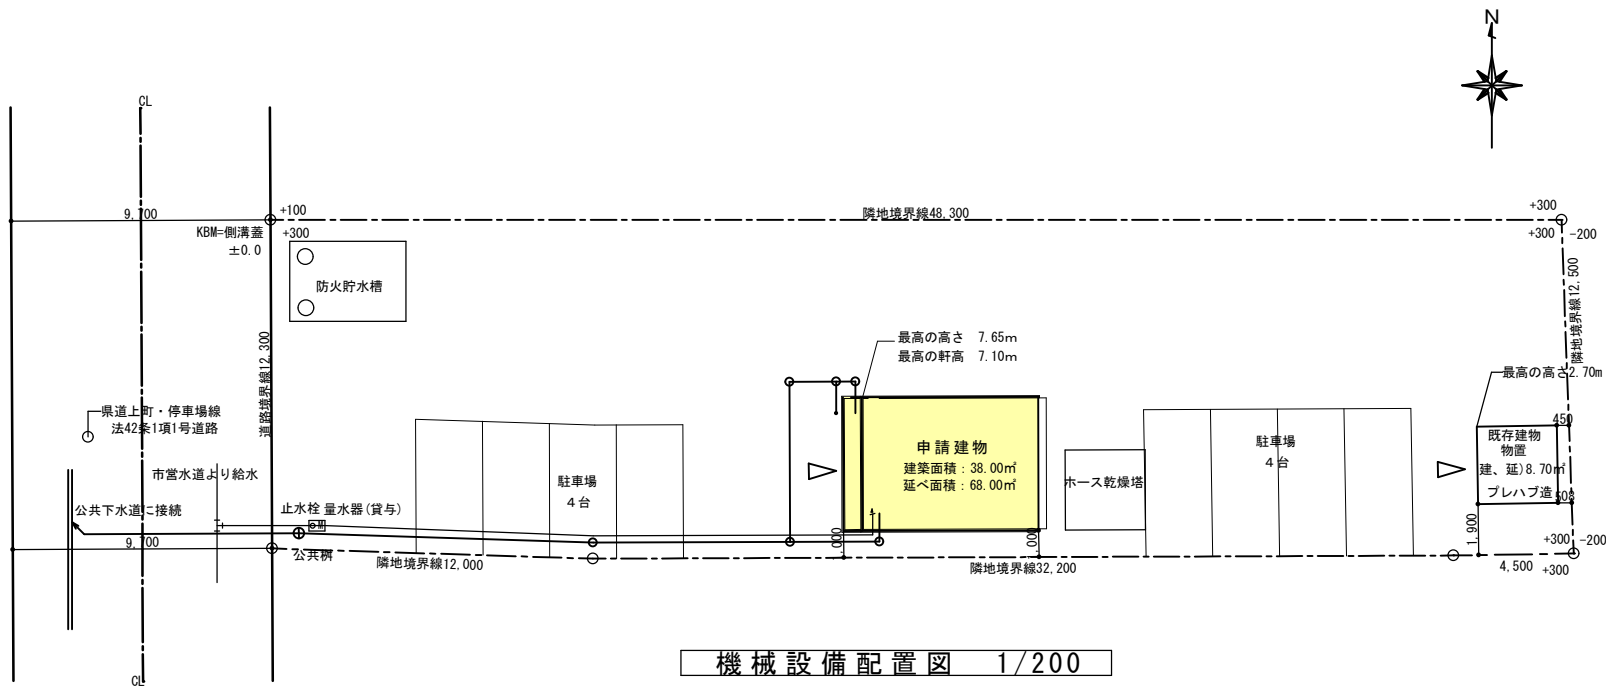 N
CL
9,700
+100
隣地境界線48,300
+300
KBM=側溝蓋
±0.0
+300
+300
-200
防火貯水槽
隣地境界線12,500
道路境界線12,300
最高の高さ 7.65m
最高の軒高 7.10m
最高の高さ2.70m
県道上町・停車場線
法42条1項1号道路
450
申請建物
建築面積：38.00㎡
延べ面積：68.00㎡
駐車場
4台
既存建物
物置
建、延)8.70㎡
プレハブ造
508
市営水道より給水
駐車場
4台
ホース乾燥塔
公共下水道に接続
止水栓 量水器(貸与)
M
9,700
公共桝
隣地境界線12,000
,000
,000
隣地境界線32,200
1,900
4,500
+300
-200
+300
機械設備配置図 1/200
CL